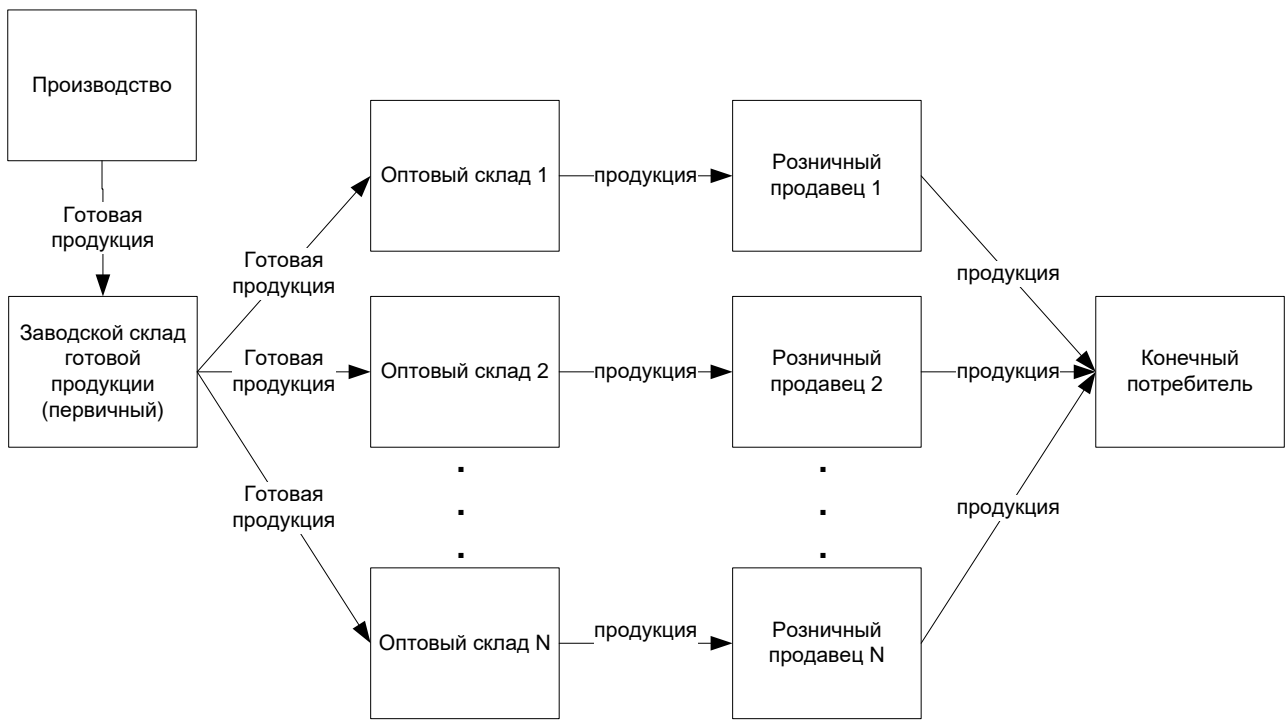 Производство
Готовая
продукция
Заводской склад
готовой
продукции
(первичный)
Готовая
продукция
Готовая
продукция
Готовая
продукция
Оптовый склад 1
продукция
Розничный
продавец 1
продукция
Оптовый склад 2
продукция
Розничный
продавец 2
продукция
Конечный
потребитель
Оптовый склад N
продукция
Розничный
продавец N
продукция